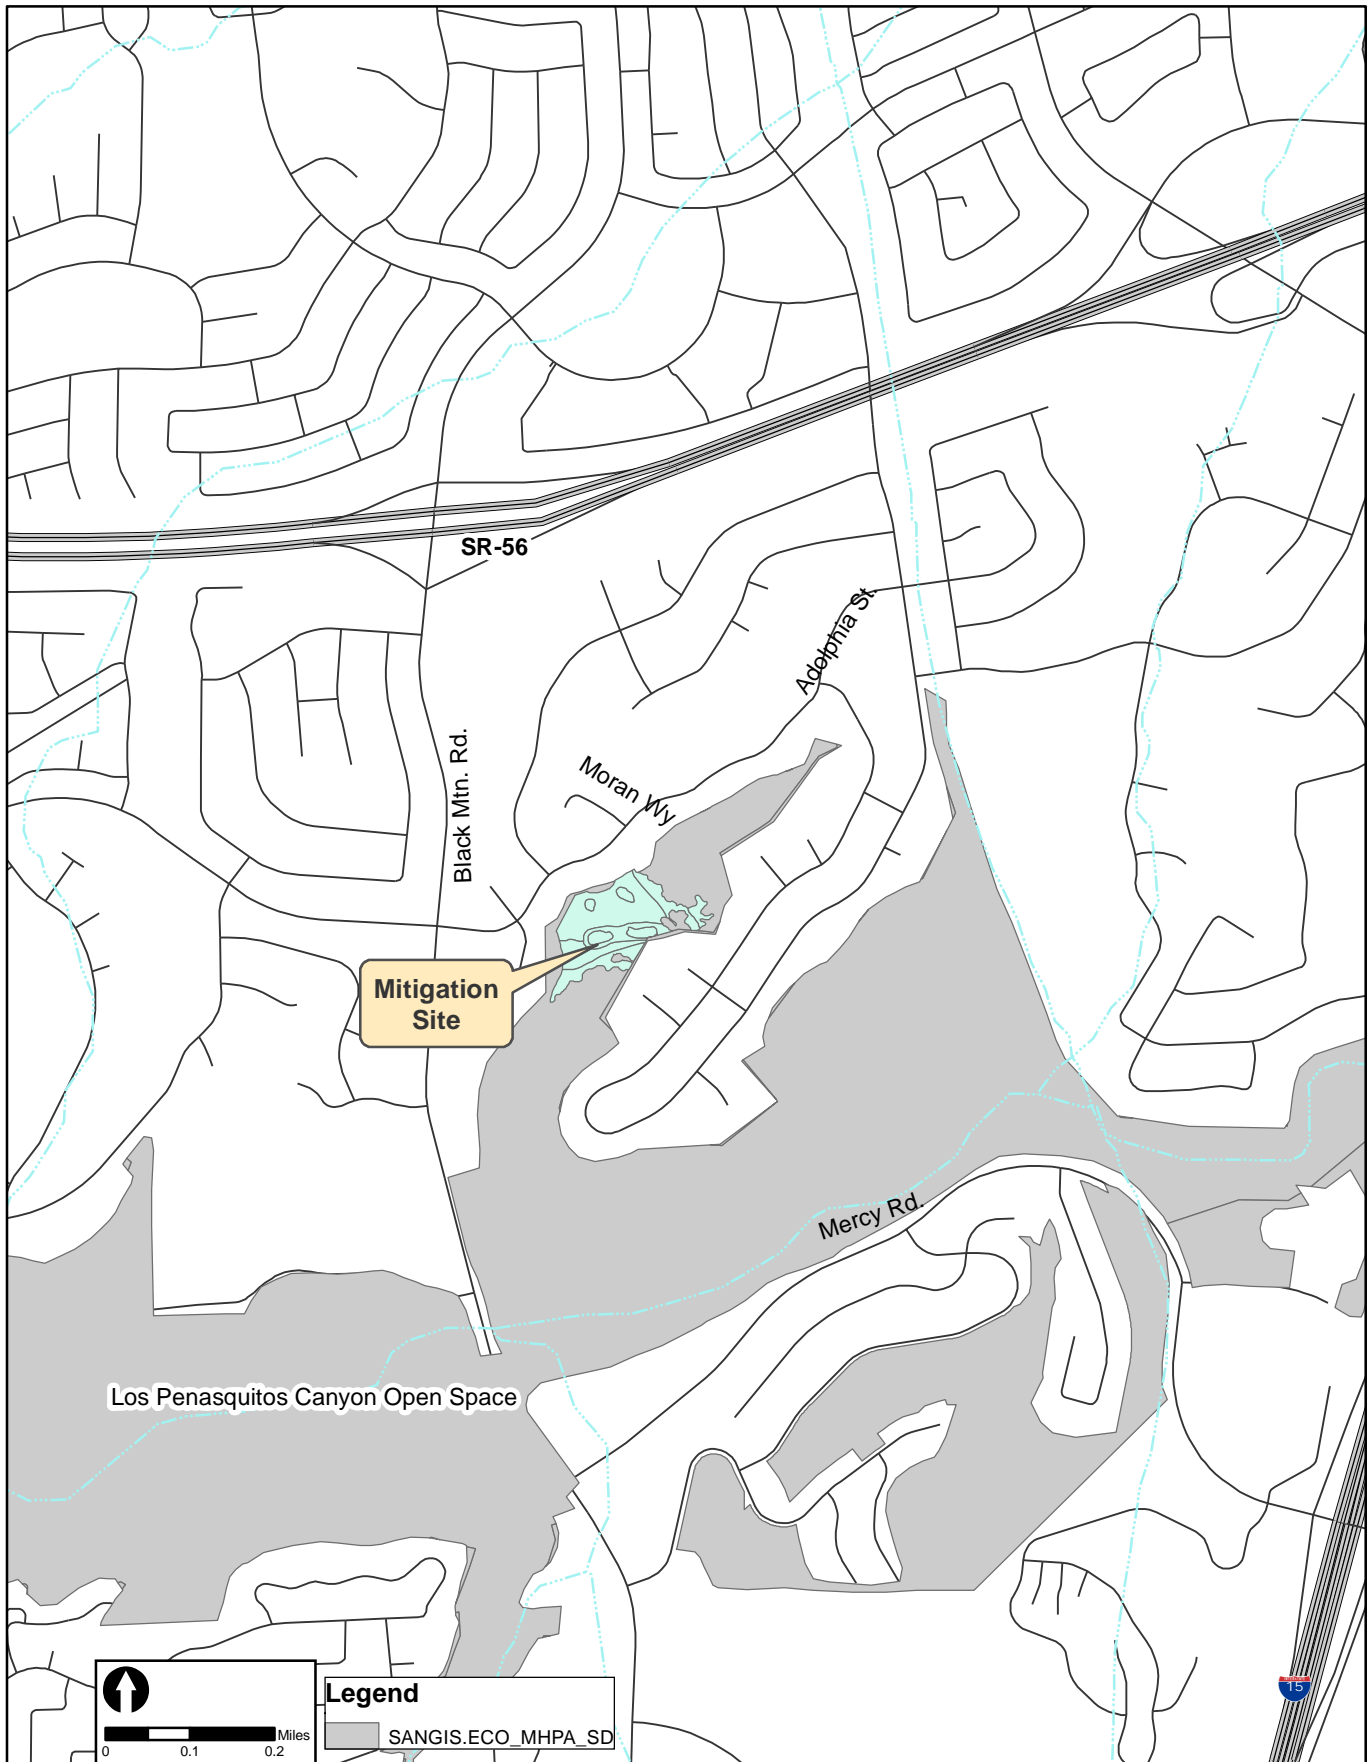 SR-56
Adolphia St.
Black Mtn. Rd.
Moran Wy
Mitigation
Site
Mercy Rd.
Los Penasquitos Canyon Open Space
INTERSTATE
15
Legend
SANGIS.ECO_MHPA_SD
Miles
0 0.1 0.2